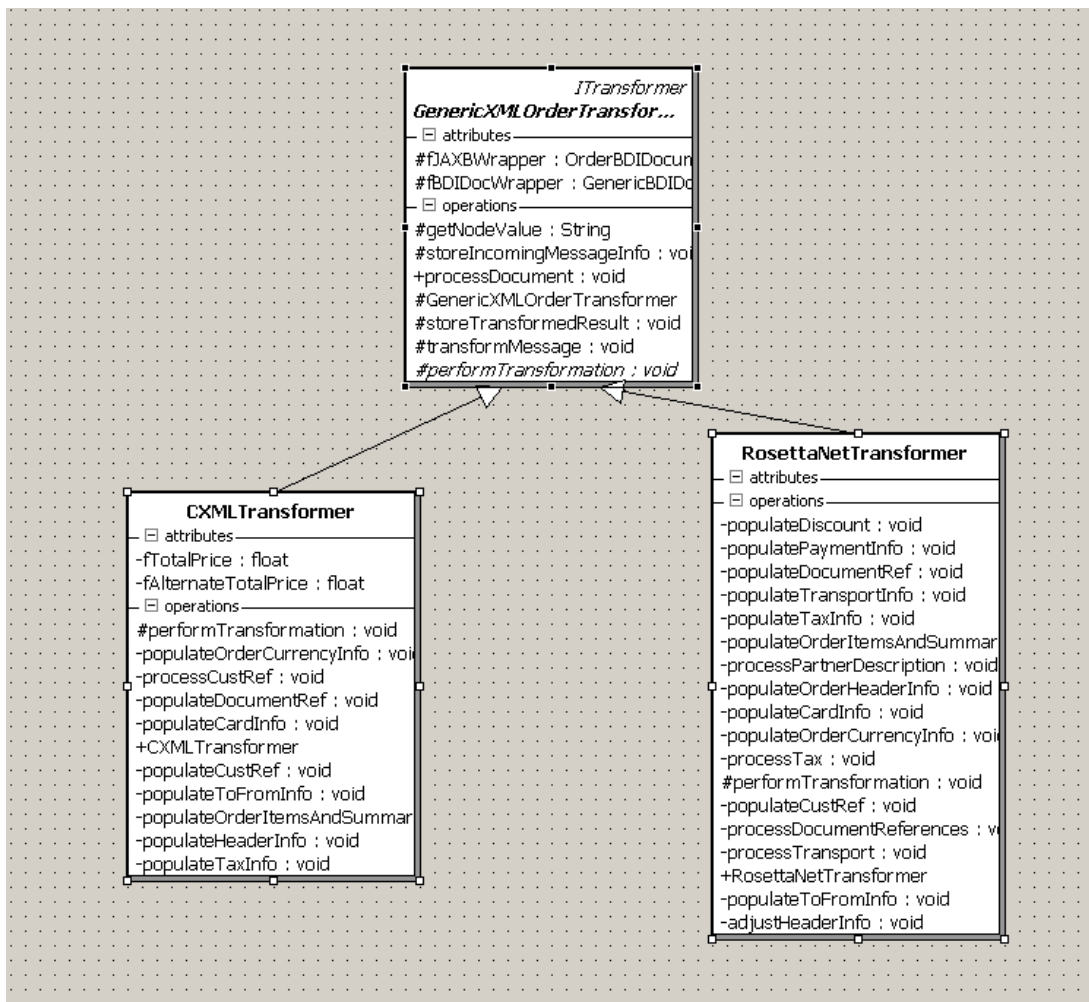 ITransformer
GenericXMLOrderTransfor...
attributes
#fJAXBWrapper : OrderBDIDocun
#fBDIDocWrapper : GenericBDIDc
operations
#getNodeValue : String
#storeIncomingMessageInfo : voi
+processDocument : void
#GenericXMLOrderTransformer
#storeTransformedResult : void
#transformMessage : void
#performTransformation : void
CXMLTransformer
attributes
-fTotalPrice : float
-fAlternateTotalPrice : float
operations
#performTransformation : void
-populateOrderCurrencyInfo : voi
-processCustRef : void
-populateDocumentRef : void
-populateCardInfo : void
+CXMLTransformer
-populateCustRef : void
-populateToFromInfo : void
-populateOrderItemsAndSummar
-populateHeaderInfo : void
-populateTaxInfo : void
RosettaNetTransformer
attributes
operations
-populateDiscount : void
-populatePaymentInfo : void
-populateDocumentRef : void
-populateTransportInfo : void
-populateTaxInfo : void
-populateOrderItemsAndSummar
-processPartnerDescription : void
-populateOrderHeaderInfo : void
-populateCardInfo : void
-populateOrderCurrencyInfo : voi
-processTax : void
#performTransformation : void
-populateCustRef : void
-processDocumentReferences : v
-processTransport : void
+RosettaNetTransformer
-populateToFromInfo : void
-adjustHeaderInfo : void